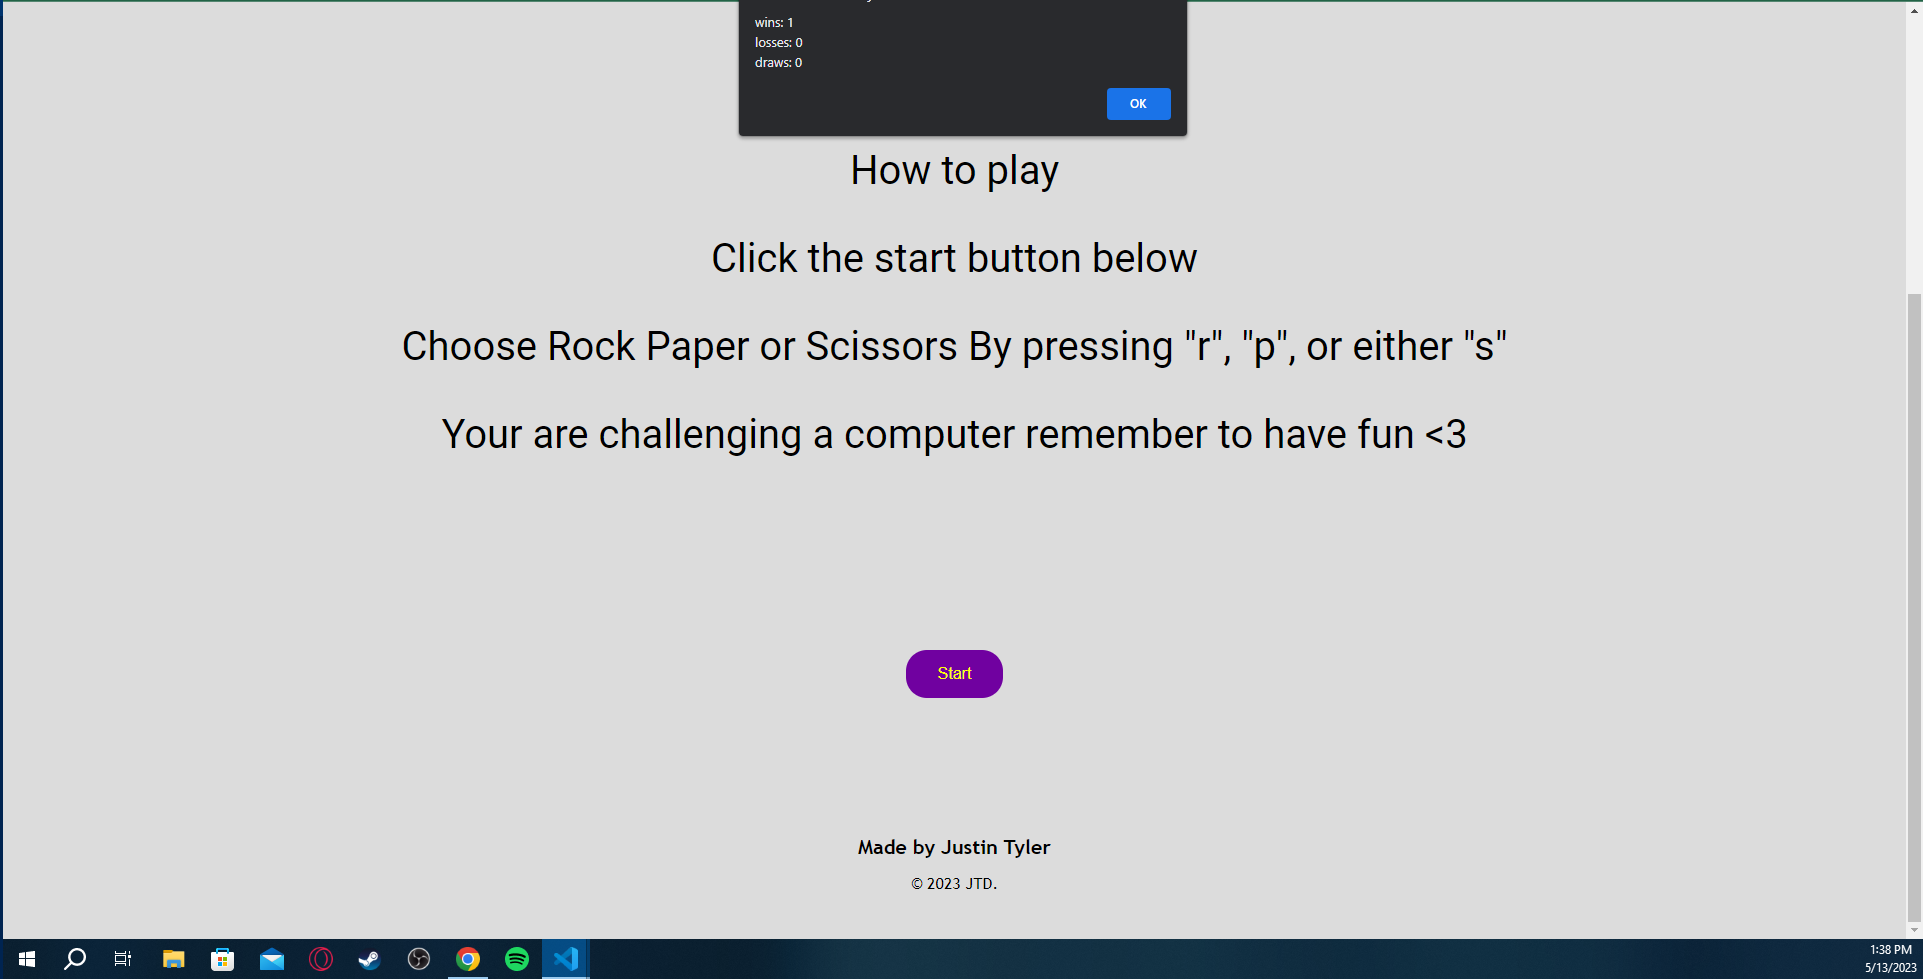 wins: 1
losses: 0
draws: 0
OK
How to play
Click the start button below
Choose Rock Paper or Scissors By pressing "r", "p", or either "s"
Your are challenging a computer remember to have fun <3
Start
Made by Justin Tyler
© 2023 JTD.
1:38 PM
5/13/2023